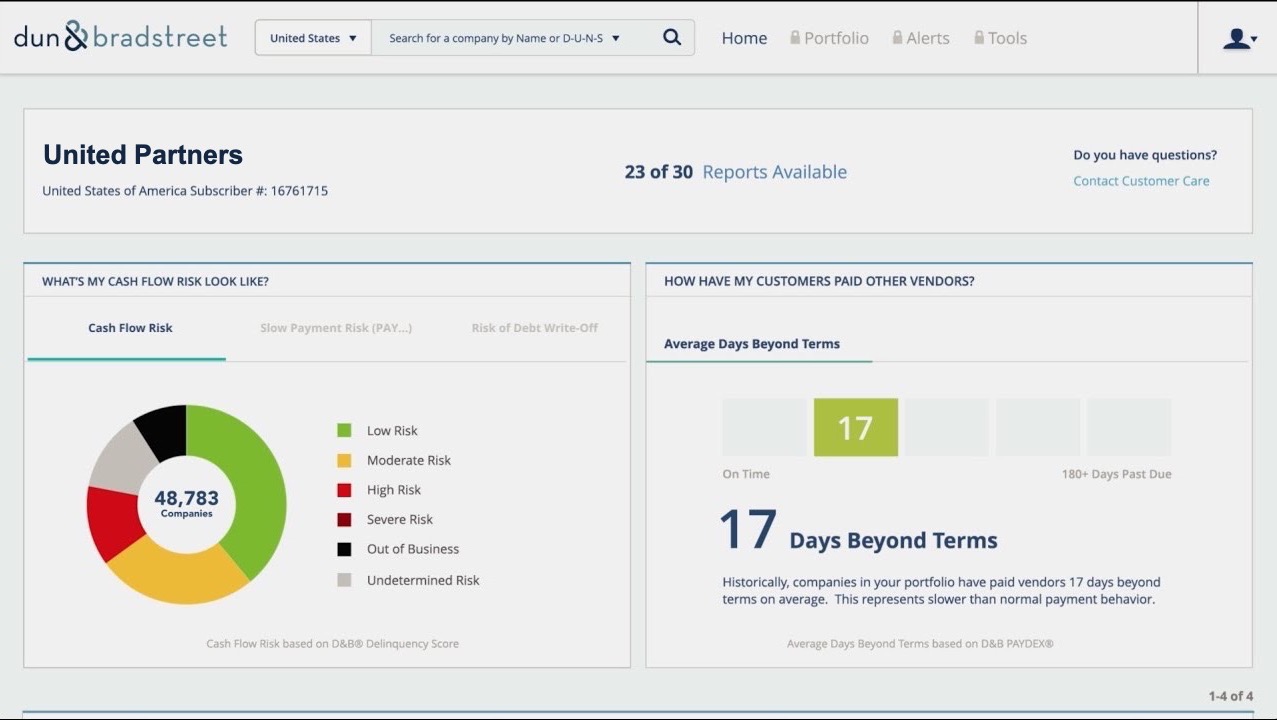 dun&bradstreet
United States
Search for a company by Name or D-U-N-S
Home
Portfolio
Alerts
Tools
United Partners
United States of America Subscriber #: 16761715
23 of 30 Reports Available
Do you have questions?
Contact Customer Care
WHAT'S MY CASH FLOW RISK LOOK LIKE?
Cash Flow Risk
Slow Payment Risk (PAY...)
Risk of Debt Write-Off
48,783
Companies
Low Risk
Moderate Risk
High Risk
Severe Risk
Out of Business
Undetermined Risk
Cash Flow Risk based on D&B® Delinquency Score
HOW HAVE MY CUSTOMERS PAID OTHER VENDORS?
Average Days Beyond Terms
17
On Time
180+ Days Past Due
17 Days Beyond Terms
Historically, companies in your portfolio have paid vendors 17 days beyond
terms on average. This represents slower than normal payment behavior.
Average Days Beyond Terms based on D&B PAYDEX®
1-4 of 4